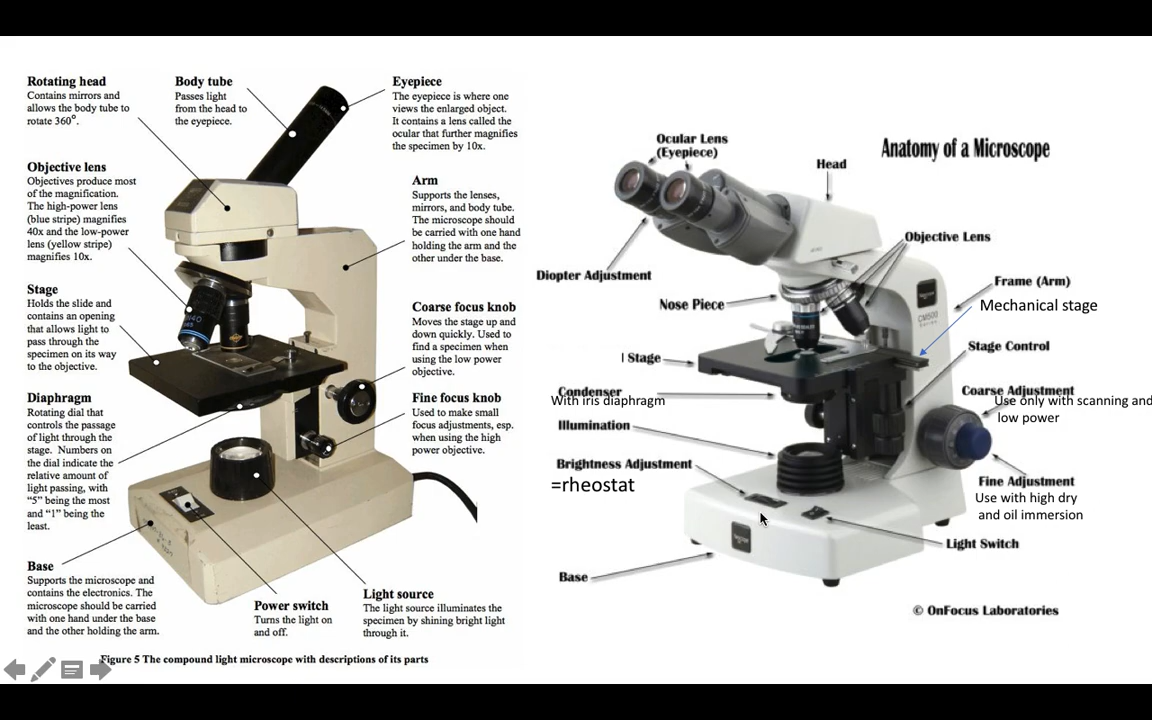 Rotating head
Contains mirrors and
allows the body tube to
rotate 360°.
Body tube
Passes light
from the head to
the eyepiece.
Eyepiece
The eyepiece is where one
views the enlarged object.
It contains a lens called the
ocular that further magnifies
the specimen by 10x.
Objective lens
Objectives produce most
of the magnification.
The high-power lens
(blue stripe) magnifies
40x and the low-power
lens (yellow stripe)
magnifies 10x.
Arm
Supports the lenses,
mirrors, and body tube.
The microscope should
be carried with one hand
holding the arm and the
other under the base.
Stage
Holds the slide and
contains an opening
that allows light to
pass through the
specimen on its way
to the objective.
Coarse focus knob
Moves the stage up and
down quickly. Used to
find a specimen when
using the low power
objective.
Diaphragm
Rotating dial that
controls the passage
of light through the
stage. Numbers on
the dial indicate the
relative amount of
light passing, with
“5” being the most
and “1” being the
least.
Fine focus knob
Used to make small
focus adjustments, esp.
when using the high
power objective.
Base
Supports the microscope and
contains the electronics. The
microscope should be carried
with one hand under the base
and the other holding the arm.
Power switch
Turns the light on
and off.
Light source
The light source illuminates the
specimen by shining bright light
through it.
Figure 5 The compound light microscope with descriptions of its parts
Anatomy of a Microscope
Ocular Lens
(Eyepiece)
Head
Objective Lens
Diopter Adjustment
Nose Piece
Frame (Arm)
Mechanical stage
CM500
Stage
Stage Control
Condenser
With iris diaphragm
Coarse Adjustment
Use only with scanning and
low power
Illumination
Brightness Adjustment
=rheostat
Fine Adjustment
Use with high dry
and oil immersion
Light Switch
Base
© OnFocus Laboratories